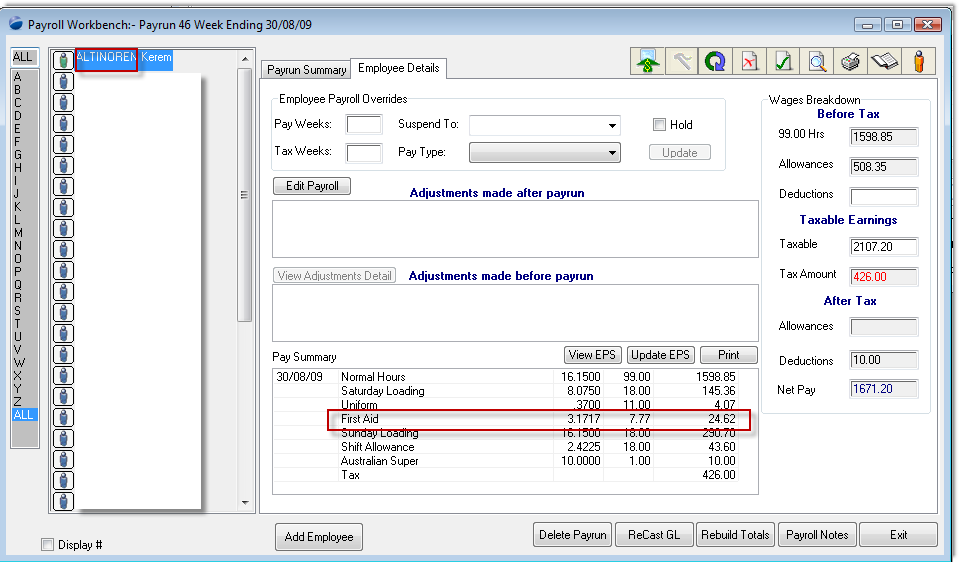 Payroll Workbench:- Payrun 46 Week Ending 30/08/09
ALL
A
B
C
D
E
F
G
H
I
J
K
L
M
N
O
P
Q
R
S
T
U
V
W
X
Y
Z
ALL
ALTINOREN Kerem
Payrun Summary
Employee Details
Employee Payroll Overrides
Pay Weeks:
Suspend To:
Hold
Tax Weeks:
Pay Type:
Update
Edit Payroll
Adjustments made after payrun
View Adjustments Detail
Adjustments made before payrun
Pay Summary
View EPS
Update EPS
Print
30/08/09 Normal Hours 16.1500 99.00 1598.85
Saturday Loading 8.0750 18.00 145.36
Uniform .3700 11.00 4.07
First Aid 3.1717 7.77 24.62
Sunday Loading 16.1500 18.00 290.70
Shift Allowance 2.4225 18.00 43.60
Australian Super 10.0000 1.00 10.00
Tax 426.00
Wages Breakdown
Before Tax
99.00 Hrs 1598.85
Allowances 508.35
Deductions
Taxable Earnings
Taxable 2107.20
Tax Amount 426.00
After Tax
Allowances
Deductions 10.00
Net Pay 1671.20
Display #
Add Employee
Delete Payrun
ReCast GL
Rebuild Totals
Payroll Notes
Exit